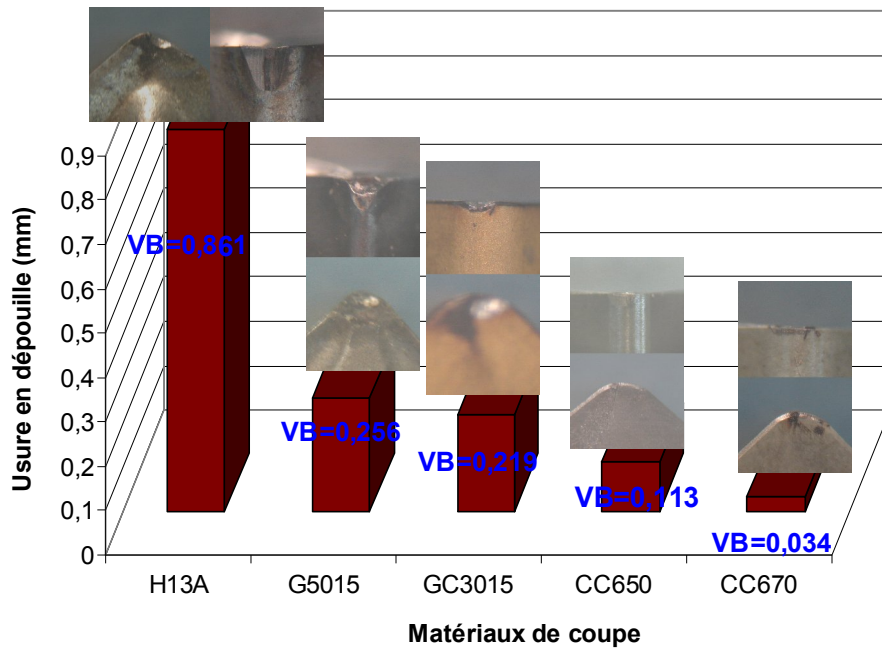 0,9
0,8
0,7
0,6
0,5
0,4
0,3
0,2
0,1
0
Usure en dépouille (mm)
VB=0,861
VB=0,256
VB=0,219
VB=0,113
VB=0,034
H13A
G5015
GC3015
CC650
CC670
Matériaux de coupe